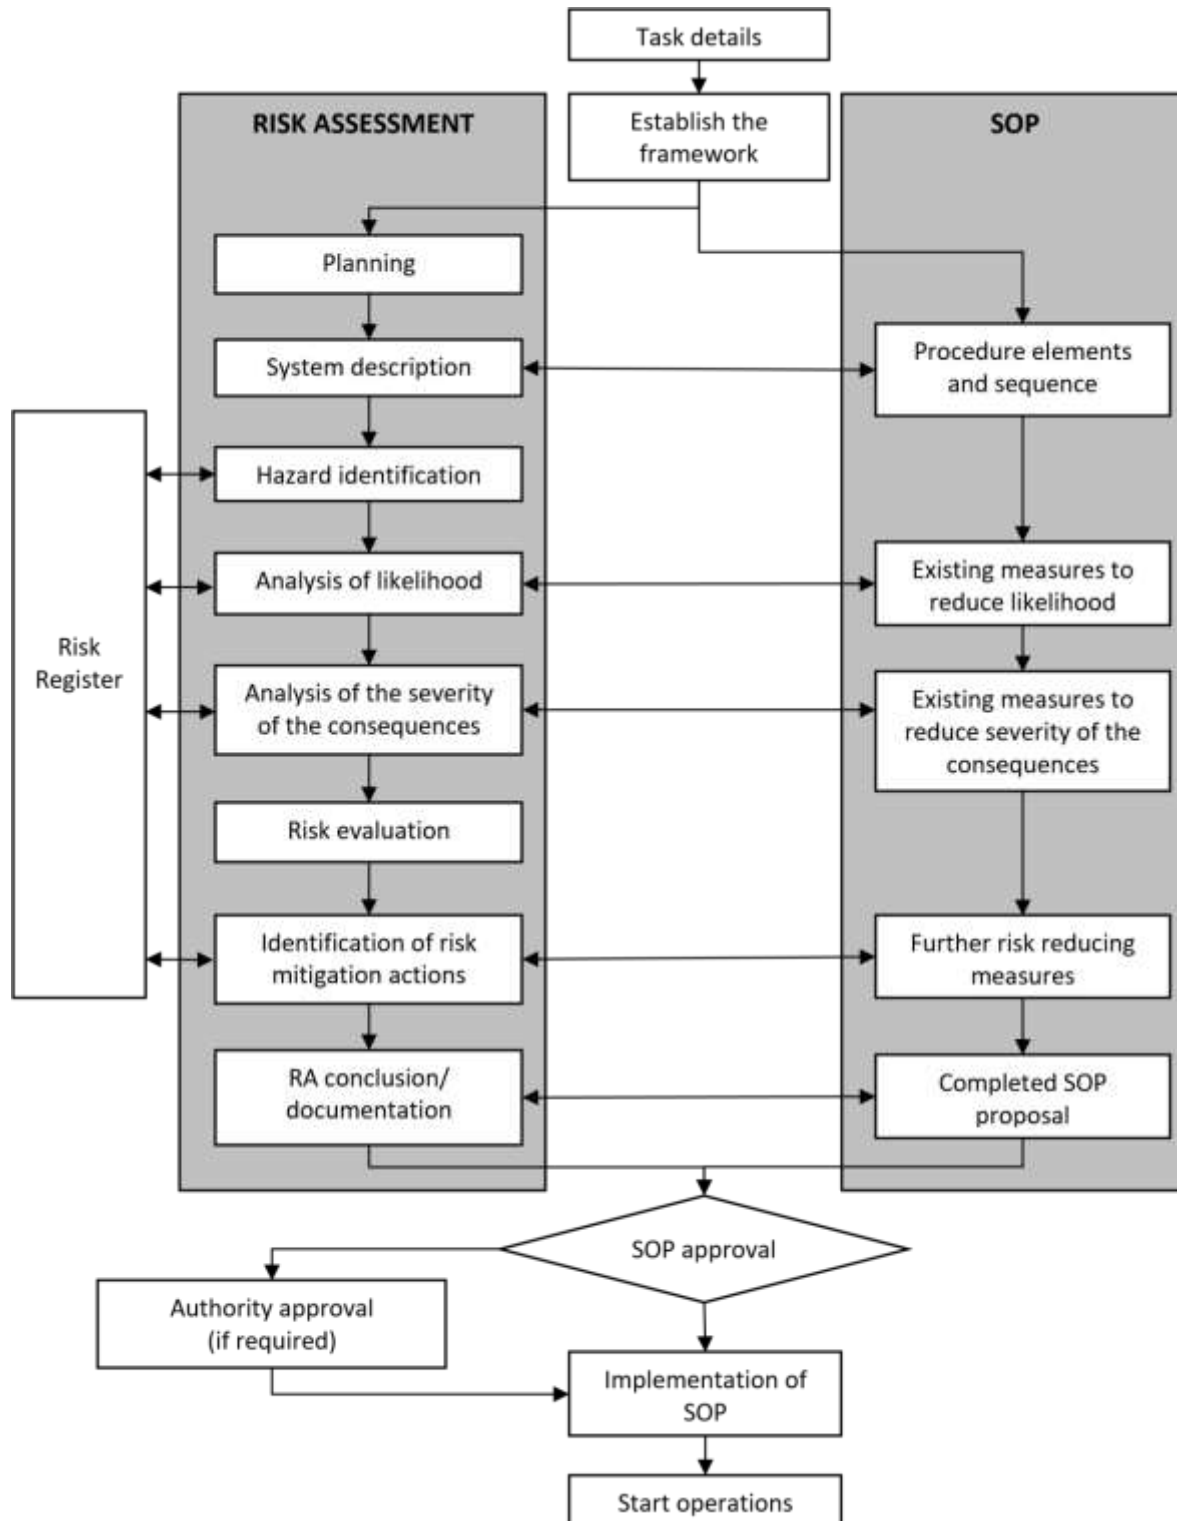 Task details
RISK ASSESSMENT
Establish the
framework
SOP
Planning
System description
Procedure elements
and sequence
Hazard identification
Analysis of likelihood
Existing measures to
reduce likelihood
Risk
Register
Analysis of the severity
of the consequences
Existing measures to
reduce severity of the
consequences
Risk evaluation
Identification of risk
mitigation actions
Further risk reducing
measures
RA conclusion/
documentation
Completed SOP
proposal
SOP approval
Authority approval
(if required)
Implementation of
SOP
Start operations